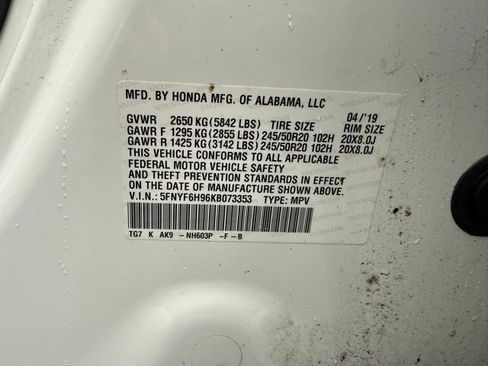 MFD. BY HONDA MFG. OF ALABAMA, LLC
GVWR 2650 KG (5842 LBS) TIRE SIZE 04/'19 RIM SIZE
GAWR F 1295 KG (2855 LBS) 245/50R20 102H 20X8.0J
GAWR R 1425 KG (3142 LBS) 245/50R20 102H 20X8.0J
THIS VEHICLE CONFORMS TO ALL APPLICABLE
FEDERAL MOTOR VEHICLE SAFETY
AND THEFT PREVENTION STANDARDS IN EFFECT
ON THE DATE OF MANUFACTURE SHOWN ABOVE.
V.I.N.: 5FNYF6H96KB073353 TYPE: MPV
TG7 K AK9 -NH603P -F-B